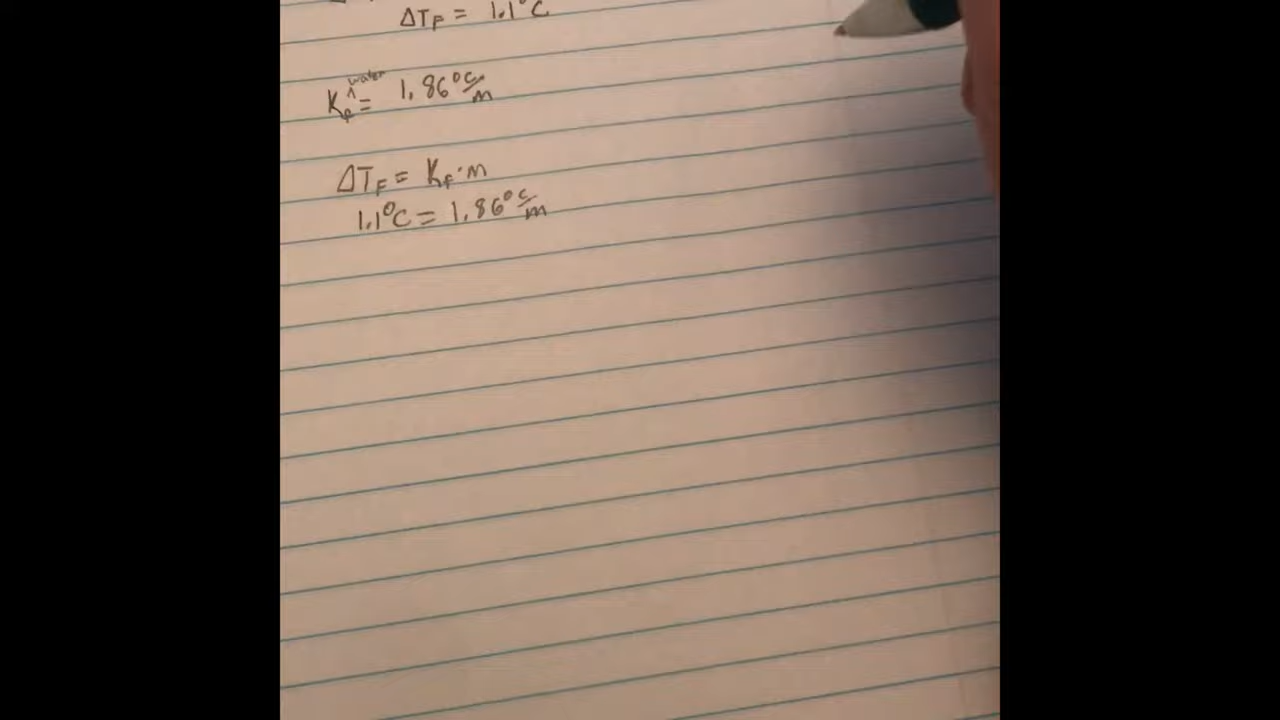 ΔTF = 1.1°C
water
KF ^ = 1.86°C/m
ΔTF = KF · m
1.1°C = 1.86°C/m